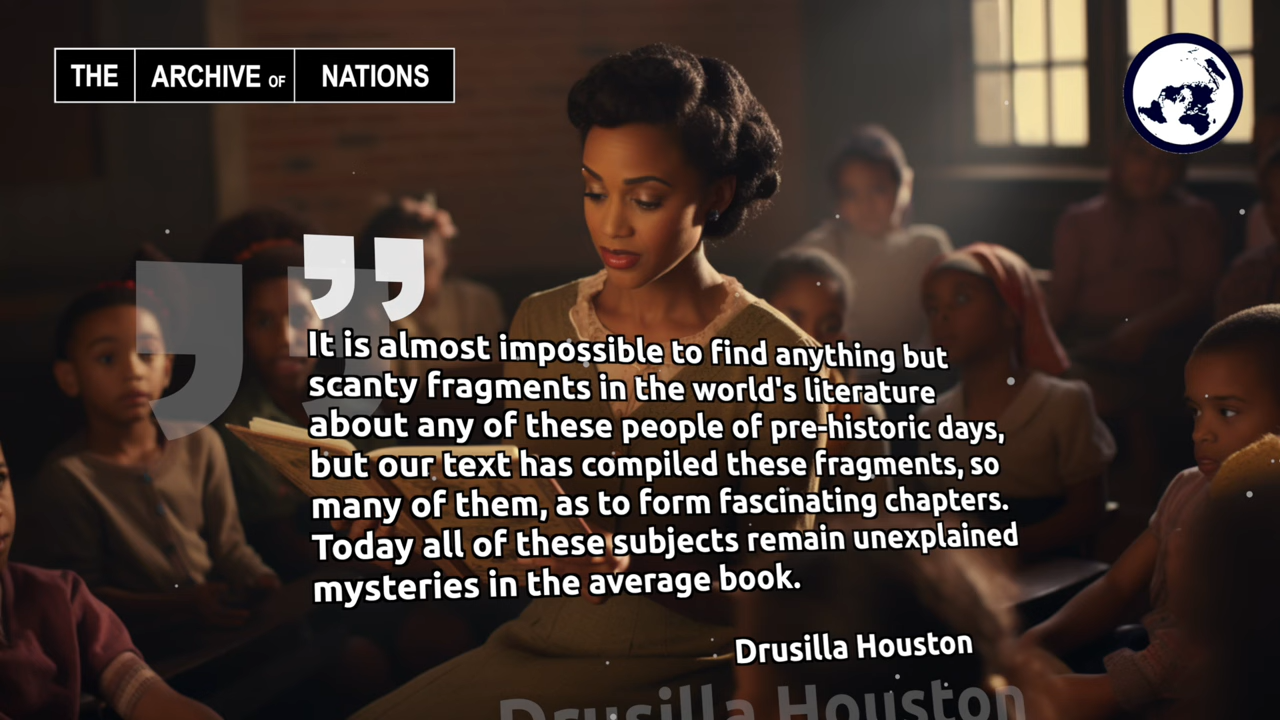 THE ARCHIVE OF NATIONS
"
It is almost impossible to find anything but
scanty fragments in the world's literature
about any of these people of pre-historic days,
but our text has compiled these fragments, so
many of them, as to form fascinating chapters.
Today all of these subjects remain unexplained
mysteries in the average book.
Drusilla Houston
Drusilla Houston